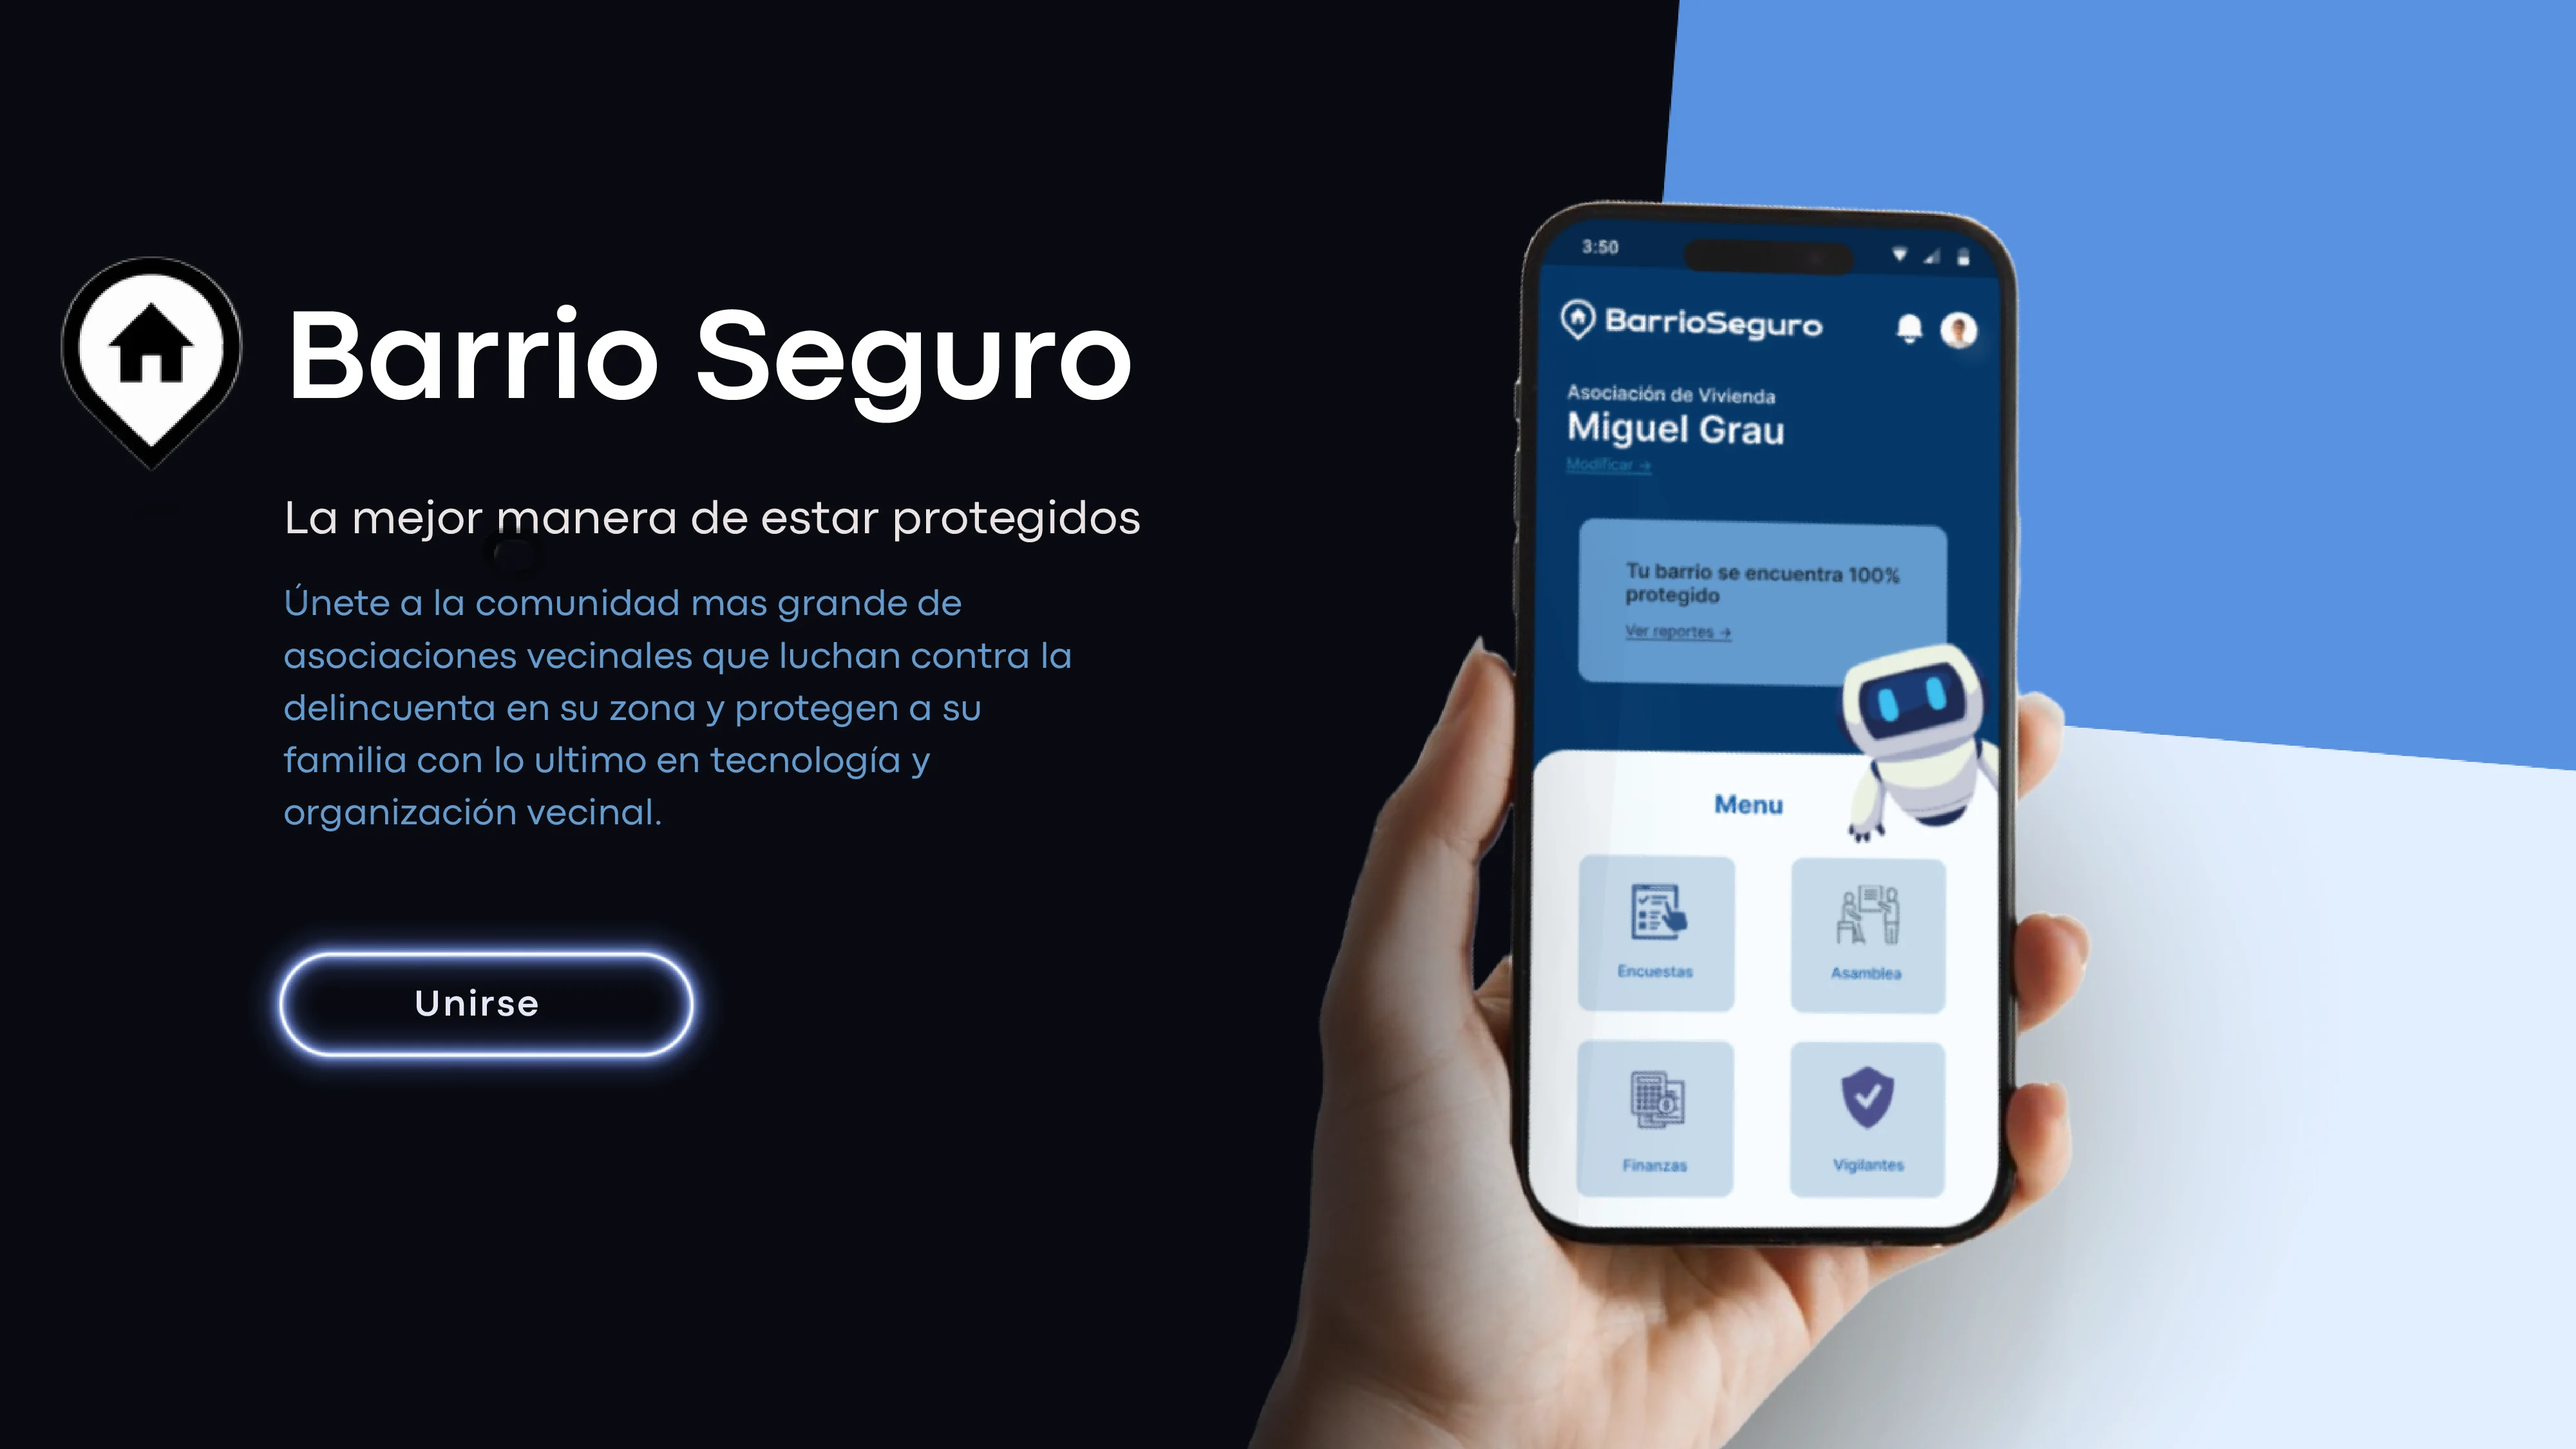 Barrio Seguro
La mejor manera de estar protegidos
Únete a la comunidad mas grande de
asociaciones vecinales que luchan contra la
delincuenta en su zona y protegen a su
familia con lo ultimo en tecnología y
organización vecinal.
Unirse
3:50
BarrioSeguro
Asociación de Vivienda
Miguel Grau
Modificar →
Tu barrio se encuentra 100%
protegido
Ver reportes →
Menu
Encuestas
Asamblea
Finanzas
Vigilantes